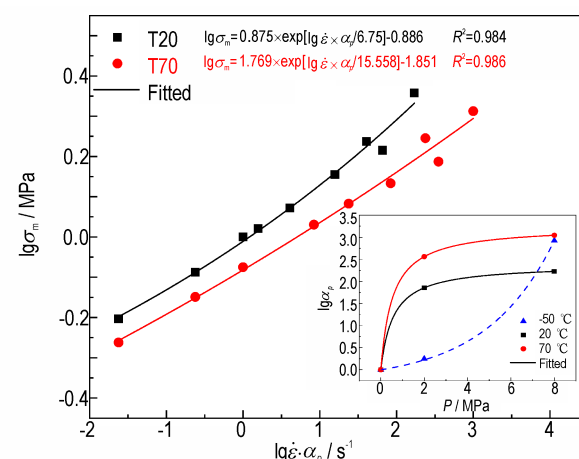 T20 lgσm=0.875×exp[lg ε̇×αp/6.75]-0.886 R²=0.984
T70 lgσm=1.769×exp[lg ε̇×αp/15.558]-1.851 R²=0.986
Fitted
0.4
0.2
0.0
-0.2
-0.4
lgσm / MPa
-2 -1 0 1 2 3 4
lgε̇·αp / s-1
3.5
3.0
2.5
2.0
1.5
1.0
0.5
0.0
lgαp
-50 ℃
20 ℃
70 ℃
Fitted
0 2 4 6 8
P / MPa